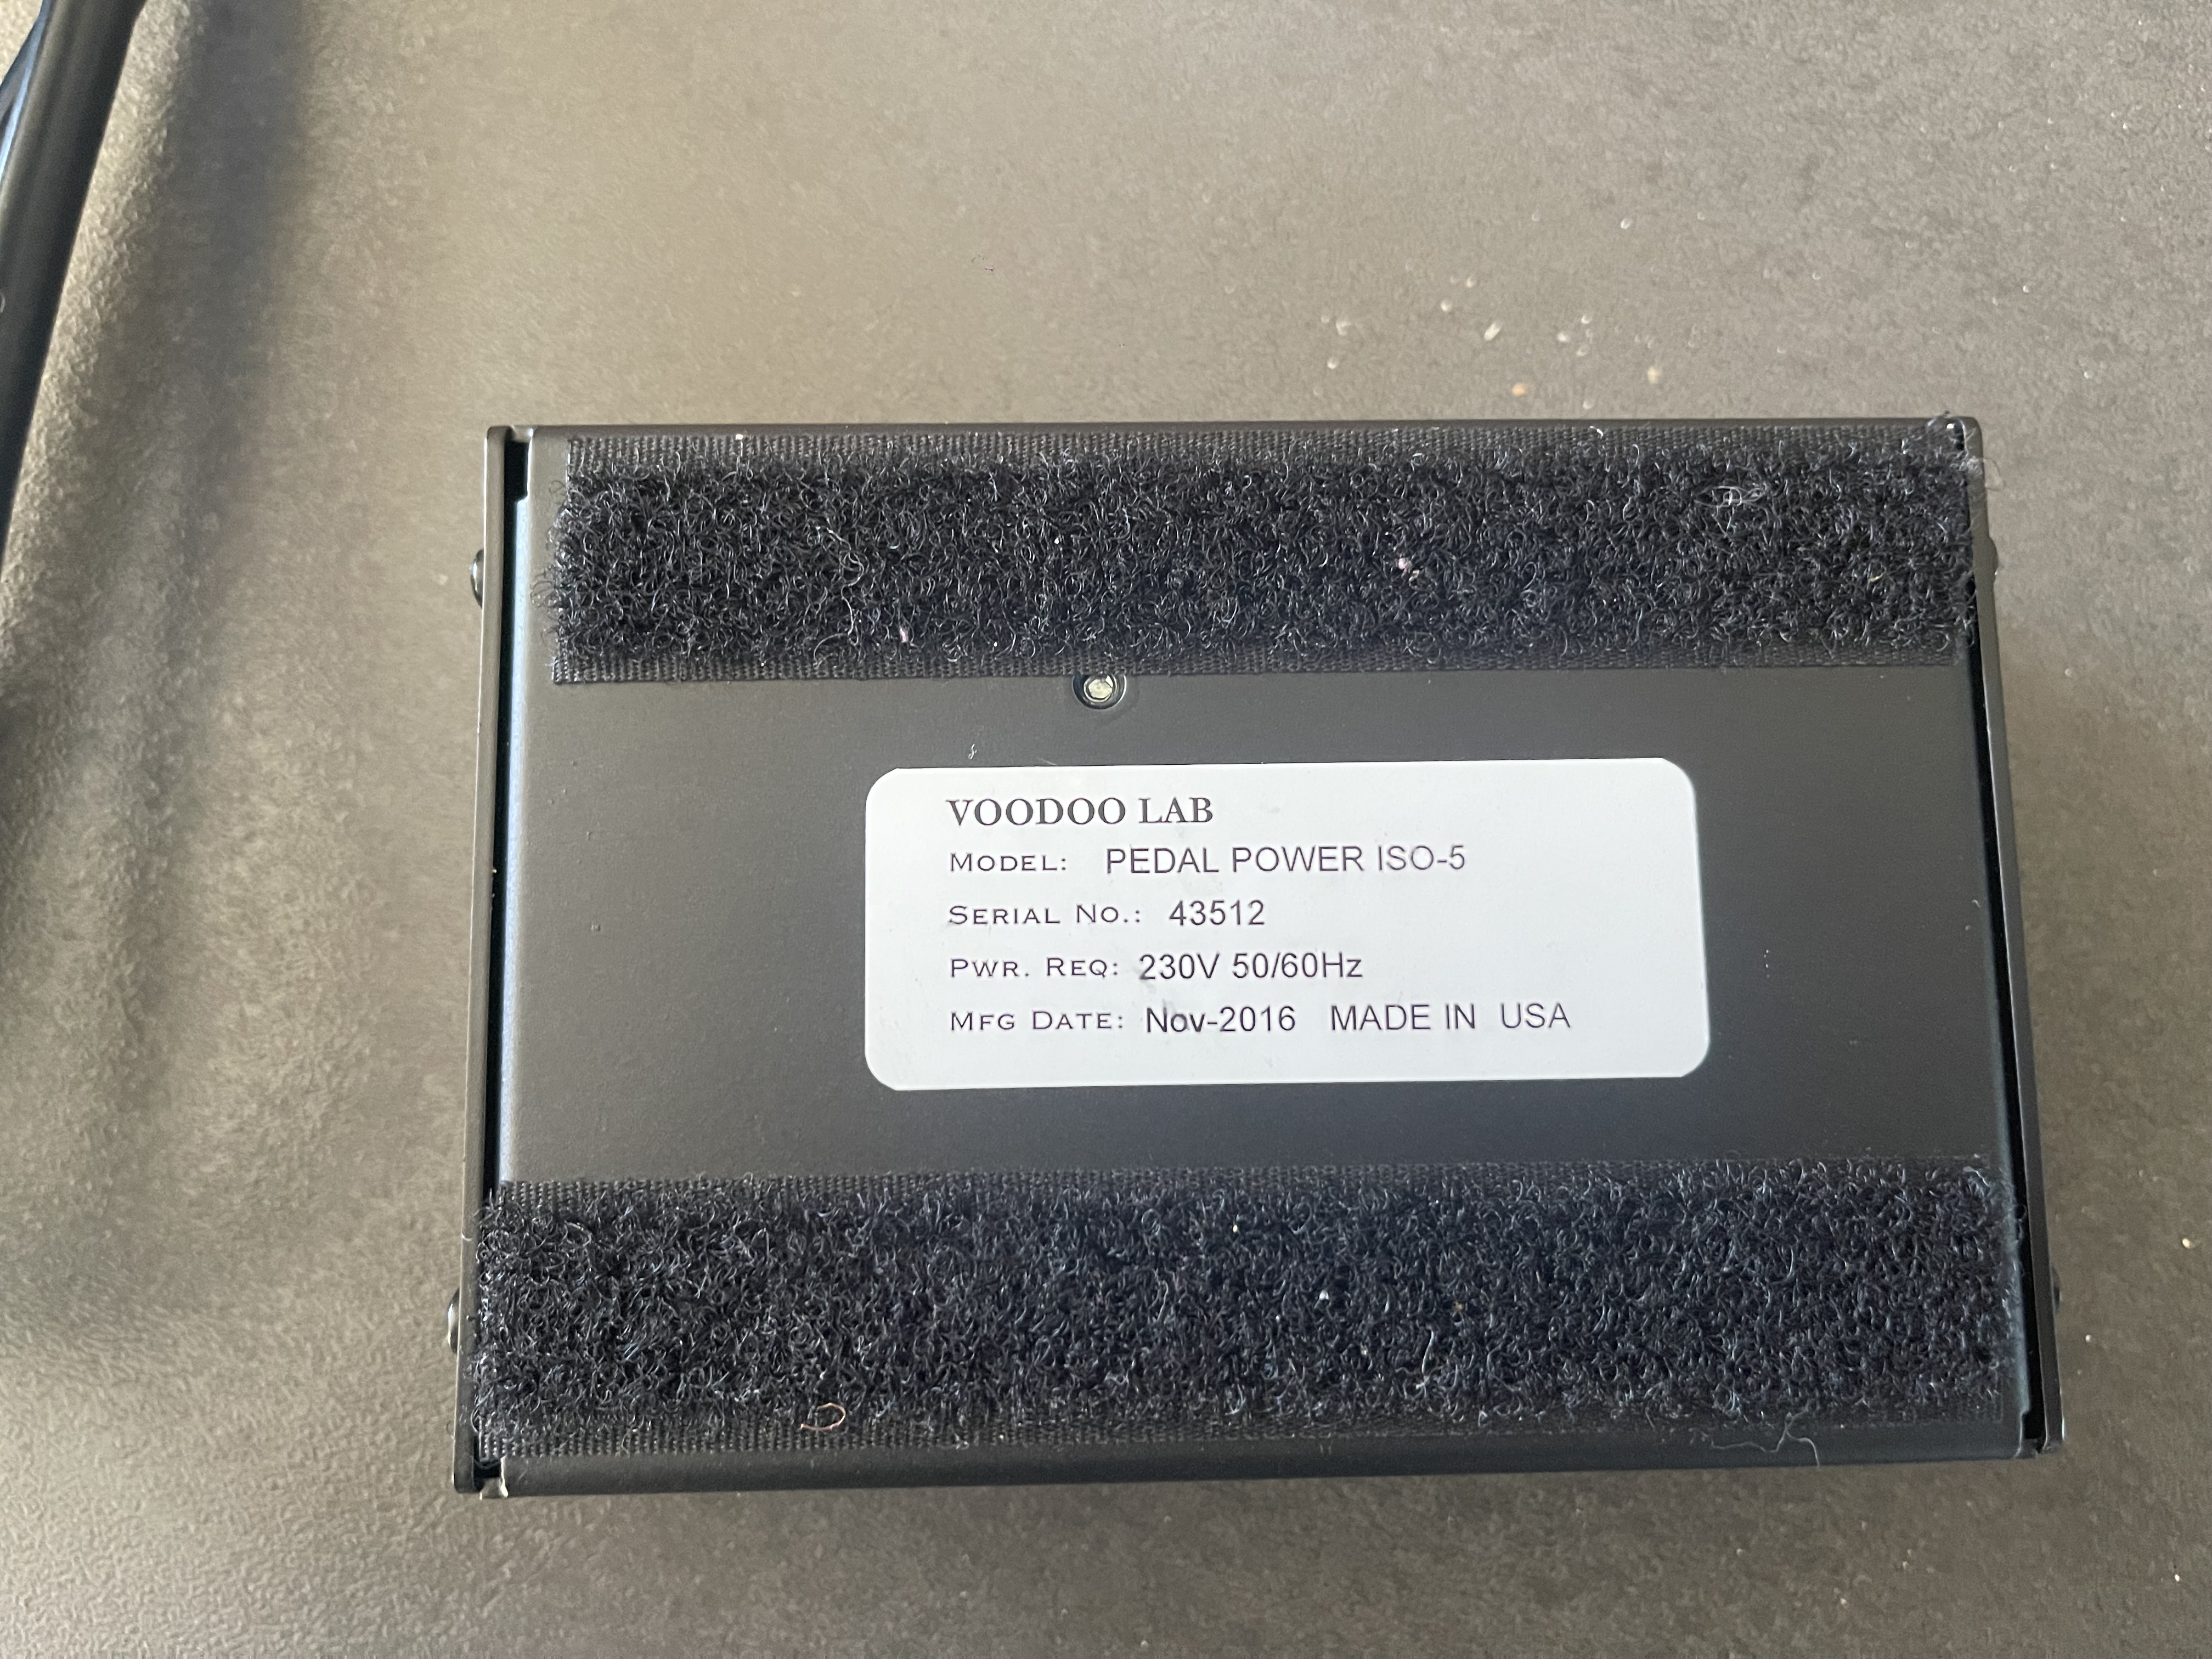 VOODOO LAB
MODEL: PEDAL POWER ISO-5
SERIAL NO.: 43512
PWR. REQ: 230V 50/60Hz
MFG DATE: Nov-2016 MADE IN USA